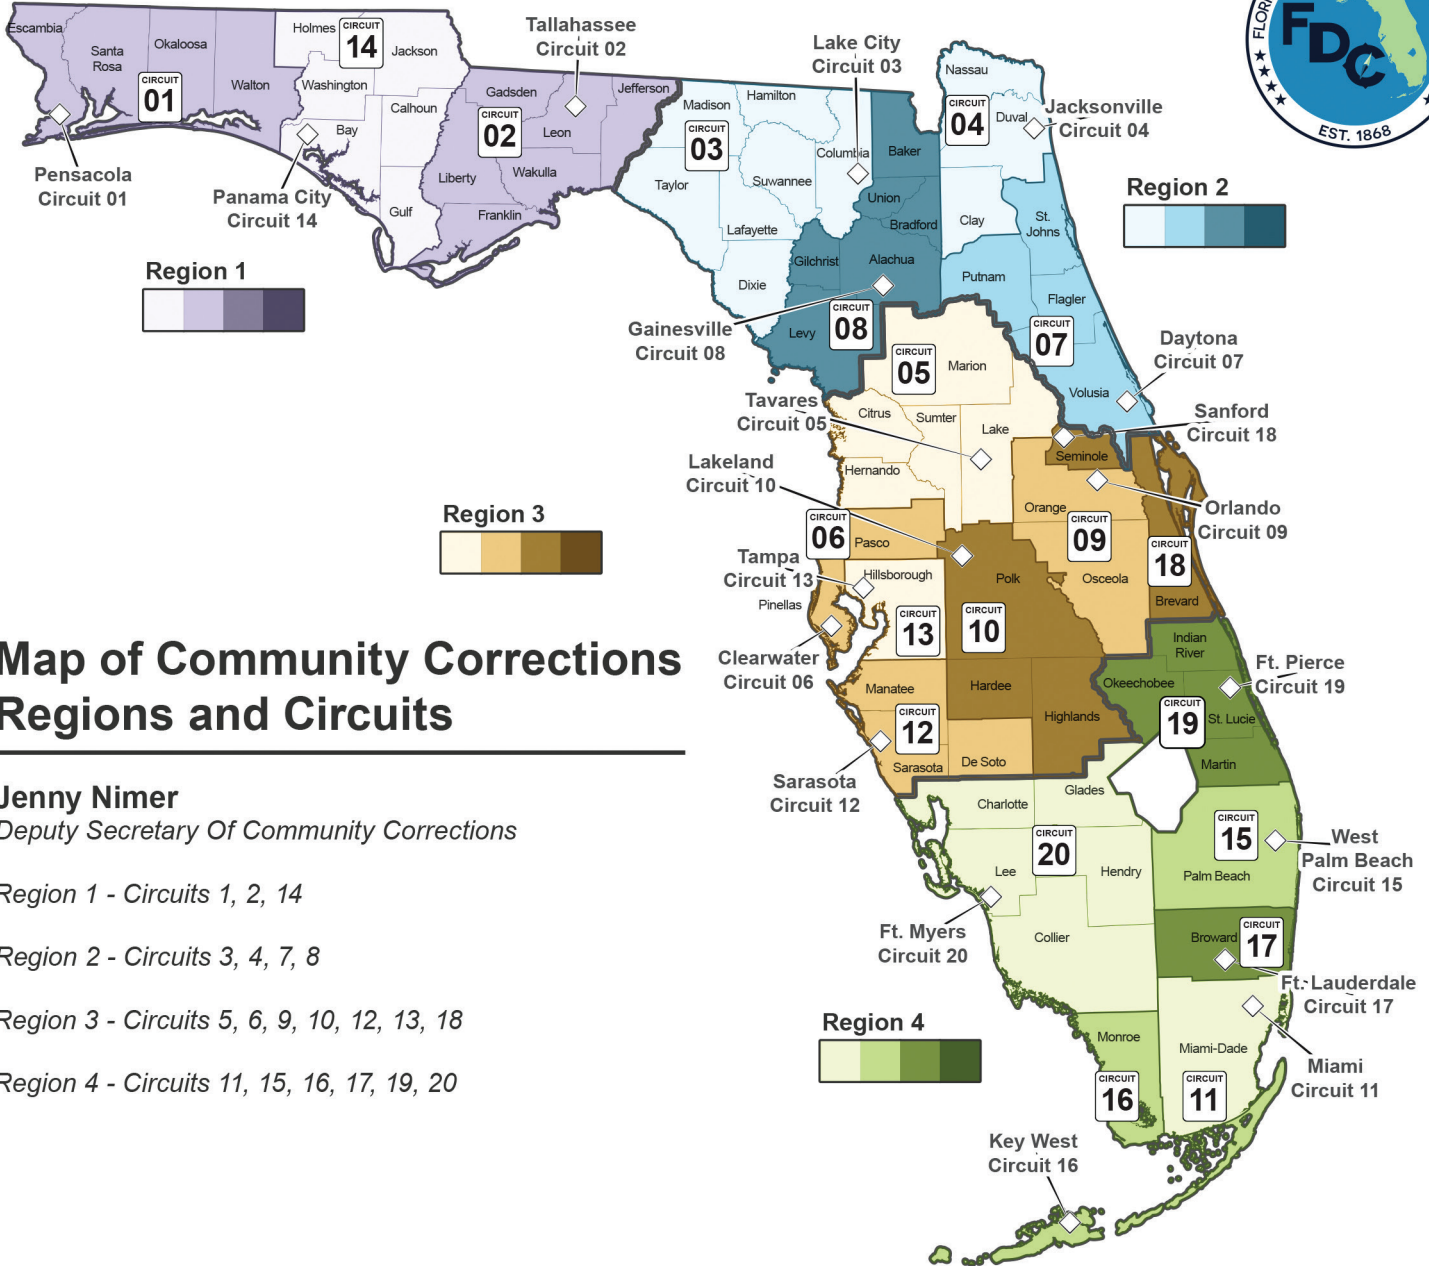 Escambia
Santa
Rosa
Okaloosa
Walton
Holmes
CIRCUIT
14
Jackson
CIRCUIT
01
Washington
Calhoun
Bay
Gulf
Pensacola
Circuit 01
Panama City
Circuit 14
Tallahassee
Circuit 02
Gadsden
Jefferson
CIRCUIT
02
Leon
Liberty
Wakulla
Franklin
Region 1
Lake City
Circuit 03
Madison
Hamilton
CIRCUIT
03
Columbia
Taylor
Suwannee
Lafayette
Dixie
Nassau
CIRCUIT
04
Duval
Jacksonville
Circuit 04
Clay
Baker
Union
Bradford
Gilchrist
Alachua
Levy
CIRCUIT
08
Gainesville
Circuit 08
St.
Johns
Putnam
Flagler
CIRCUIT
07
Volusia
Daytona
Circuit 07
Region 2
FDC
EST. 1868
CIRCUIT
05
Marion
Citrus
Sumter
Lake
Hernando
Tavares
Circuit 05
Sanford
Circuit 18
Seminole
Lakeland
Circuit 10
Orlando
Circuit 09
Orange
CIRCUIT
09
Osceola
CIRCUIT
18
Brevard
CIRCUIT
06
Pasco
Pinellas
Tampa
Circuit 13
Hillsborough
CIRCUIT
13
Polk
CIRCUIT
10
Clearwater
Circuit 06
Manatee
Hardee
Highlands
CIRCUIT
12
Sarasota
De Soto
Sarasota
Circuit 12
Region 3
Indian
River
Okeechobee
Ft. Pierce
Circuit 19
CIRCUIT
19
St. Lucie
Martin
Charlotte
Glades
CIRCUIT
20
Lee
Hendry
Collier
Ft. Myers
Circuit 20
CIRCUIT
15
Palm Beach
West
Palm Beach
Circuit 15
Broward
CIRCUIT
17
Ft. Lauderdale
Circuit 17
Monroe
CIRCUIT
16
Miami-Dade
CIRCUIT
11
Miami
Circuit 11
Key West
Circuit 16
Region 4
Map of Community Corrections
Regions and Circuits
Jenny Nimer
Deputy Secretary Of Community Corrections
Region 1 - Circuits 1, 2, 14
Region 2 - Circuits 3, 4, 7, 8
Region 3 - Circuits 5, 6, 9, 10, 12, 13, 18
Region 4 - Circuits 11, 15, 16, 17, 19, 20